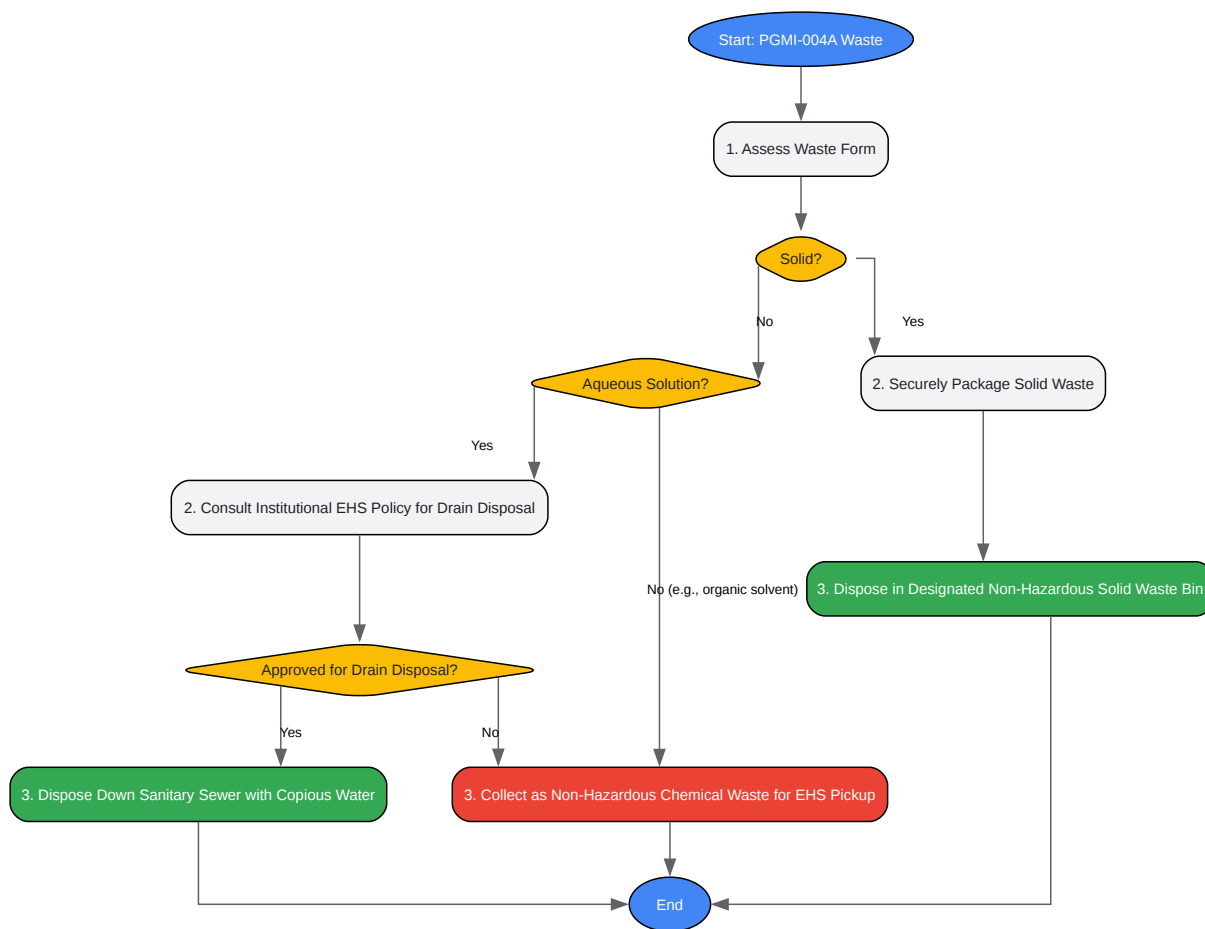 Start: PGMI-004A Waste
1. Assess Waste Form
Solid?
No
Yes
Aqueous Solution?
2. Securely Package Solid Waste
Yes
2. Consult Institutional EHS Policy for Drain Disposal
No (e.g., organic solvent)
3. Dispose in Designated Non-Hazardous Solid Waste Bin
Approved for Drain Disposal?
Yes
No
3. Dispose Down Sanitary Sewer with Copious Water
3. Collect as Non-Hazardous Chemical Waste for EHS Pickup
End